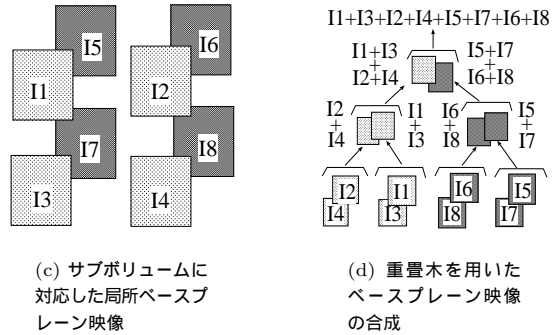 I5
I6
I1
I2
I7
I8
I3
I4
(c) サブボリュームに
対応した局所ベースプ
レーン映像
I1+I3+I2+I4+I5+I7+I6+I8
I1+I3
+
I2+I4
I5+I7
+
I6+I8
I2
+
I4
I1
+
I3
I6
+
I8
I5
+
I7
I2
I4
I1
I3
I6
I8
I5
I7
(d) 重畳木を用いた
ベースプレーン映像
の合成